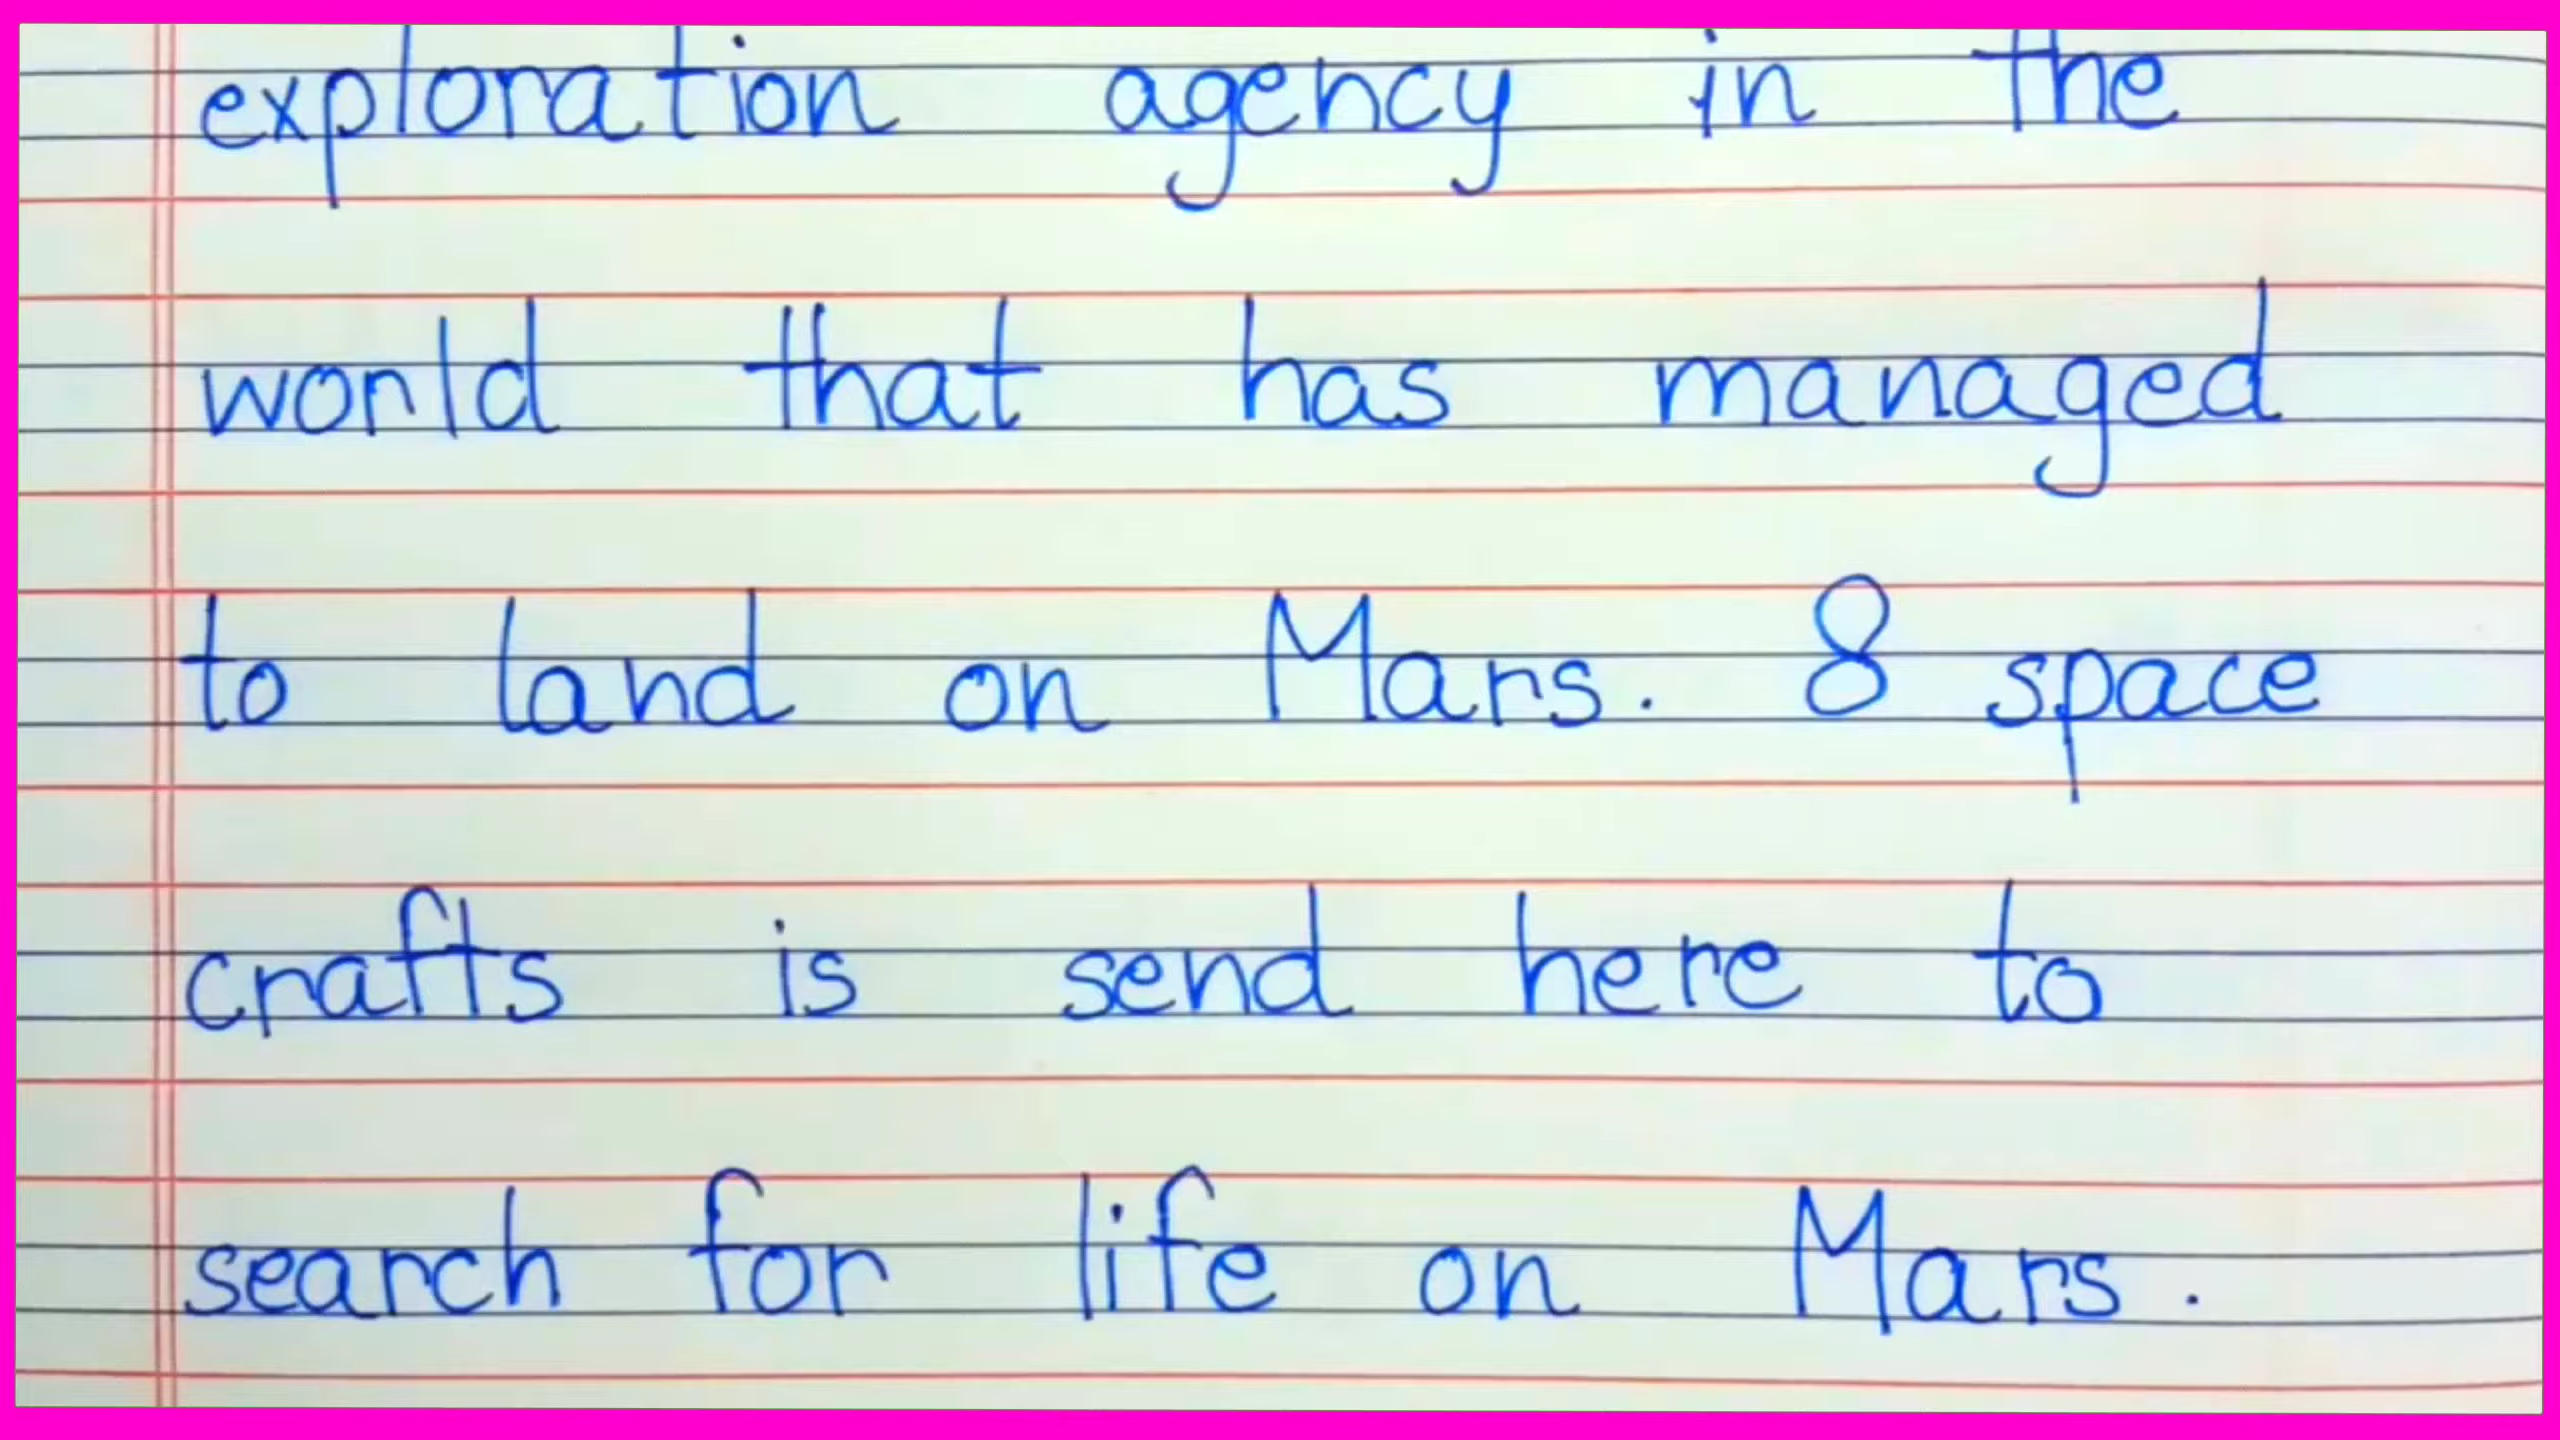 exploration agency in the
world that has managed
to land on Mars. 8 space
crafts is send here to
search for life on Mars.